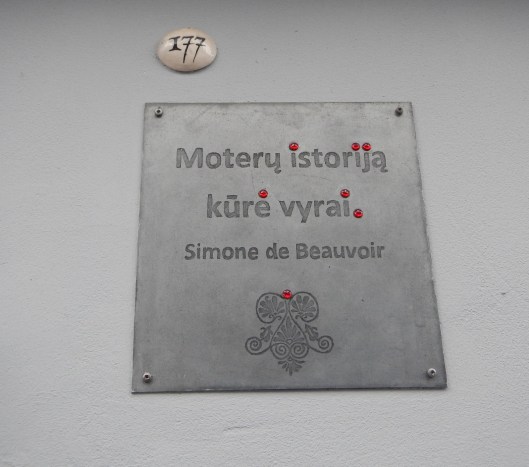 177
Moterų istoriją
kūrė vyrai.
Simone de Beauvoir